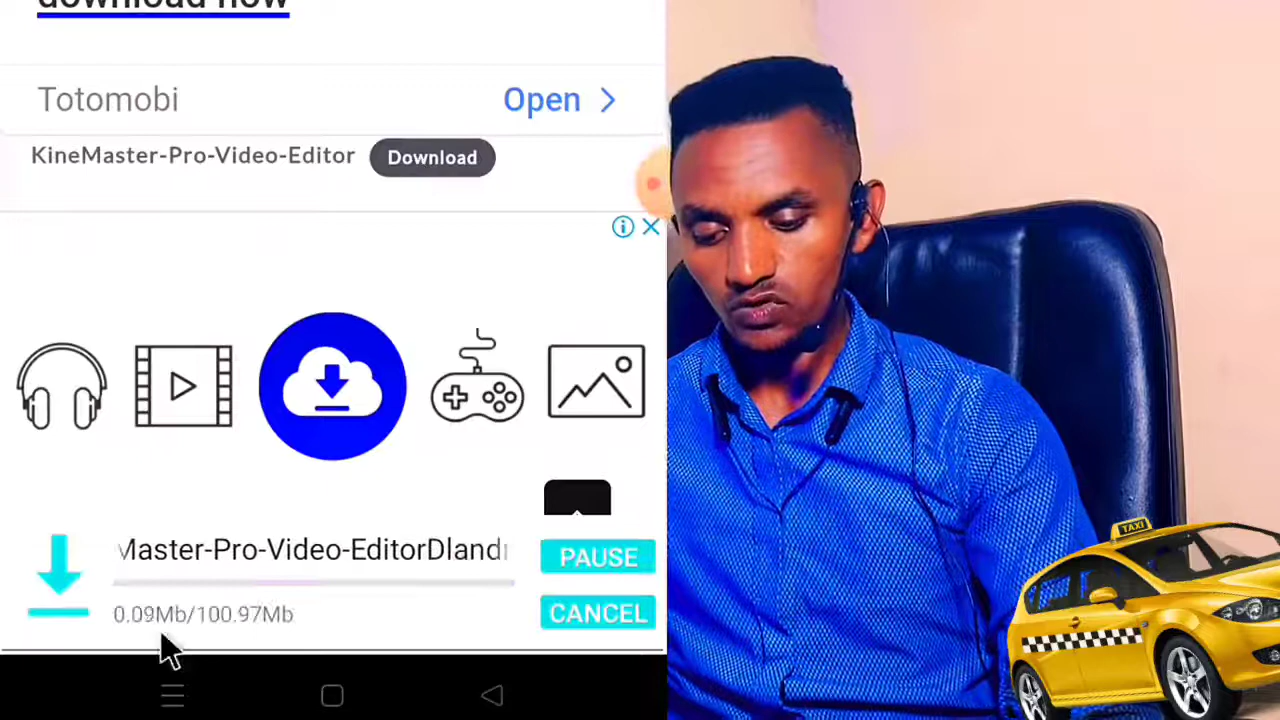 download now
Totomobi
Open
KineMaster-Pro-Video-Editor
Download
Master-Pro-Video-EditorDland
PAUSE
0.09Mb/100.97Mb
CANCEL
TAXI